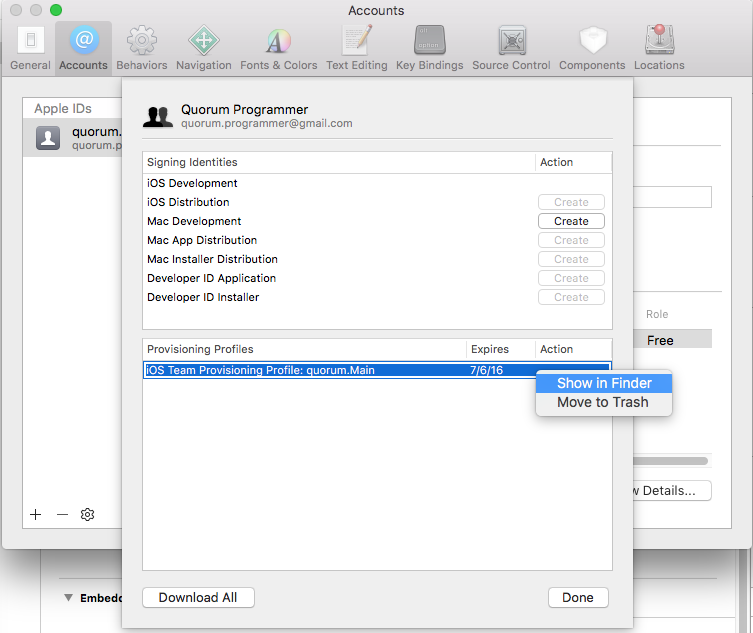 Accounts
General Accounts Behaviors Navigation Fonts & Colors Text Editing Key Bindings Source Control Components Locations
Apple IDs
quorum.
quorum.p
Quorum Programmer
quorum.programmer@gmail.com
Signing Identities Action
iOS Development
iOS Distribution Create
Mac Development Create
Mac App Distribution Create
Mac Installer Distribution Create
Developer ID Application Create
Developer ID Installer Create
Role
Free
Provisioning Profiles Expires Action
iOS Team Provisioning Profile: quorum.Main 7/6/16
Show in Finder
Move to Trash
w Details...
Download All Done
Embed